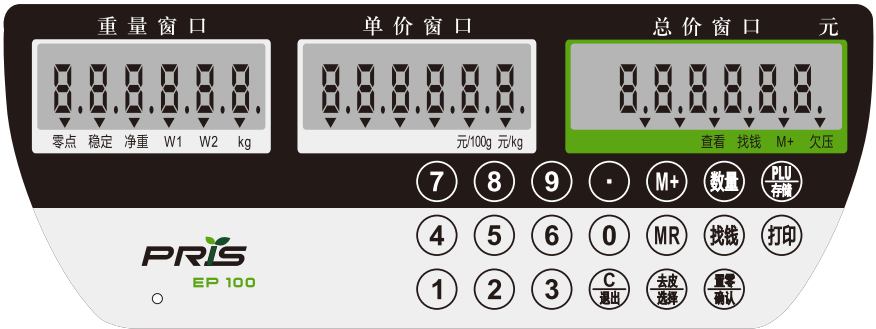 重量窗口 单价窗口 总价窗口 元
8.8.8.8.8.8. 8.8.8.8.8.8. 8.8.8.8.8.8.
零点 稳定 净重 W1 W2 kg 元/100g 元/kg 查看 找钱 M+ 欠压
7 8 9 · M+ 数量 PLU 存储
4 5 6 0 MR 找钱 打印
PRIS
EP 100
1 2 3 C 退出 去皮 选择 置零 确认